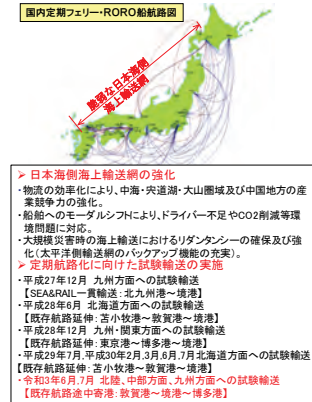 国内定期フェリー・RORO船航路図
脆弱な日本海側
海上輸送網
➢ 日本海側海上輸送網の強化
・物流の効率化により、中海・宍道湖・大山圏域及び中国地方の産
業競争力の強化。
・船舶へのモーダルシフトにより、ドライバー不足やCO2削減等環
境問題に対応。
・大規模災害時の海上輸送におけるリダンタンシーの確保及び強
化(太平洋側輸送網のバックアップ機能の充実)。
➢ 定期航路化に向けた試験輸送の実施
・平成27年12月 九州方面への試験輸送
【SEA&RAIL一貫輸送:北九州港~境港】
・平成28年6月 北海道方面への試験輸送
【既存航路延伸:苫小牧港~敦賀港~境港】
・平成28年12月 九州・関東方面への試験輸送
【既存航路延伸:東京港~博多港~境港】
・平成29年7月、平成30年2月,3月,6月,7月北海道方面への試験輸送
【既存航路延伸:苫小牧港~敦賀港~境港】
・令和3年6月,7月 北陸、中部方面、九州方面への試験輸送
【既存航路途中寄港:敦賀港~境港~博多港】